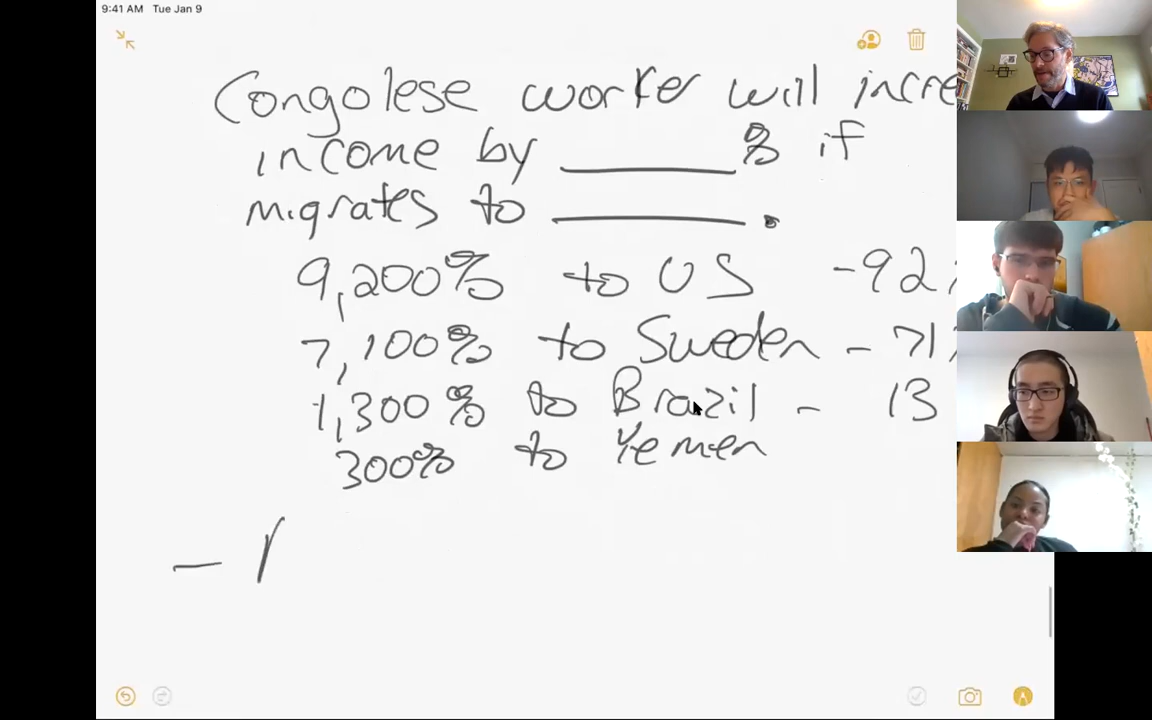 9:41 AM Tue Jan 9
Congolese worker will incre
income by ______ % if
migrates to ______ .
9,200% to US - 92
7,100% to Sweden - 71
1,300% to Brazil - 13
300% to Yemen
-